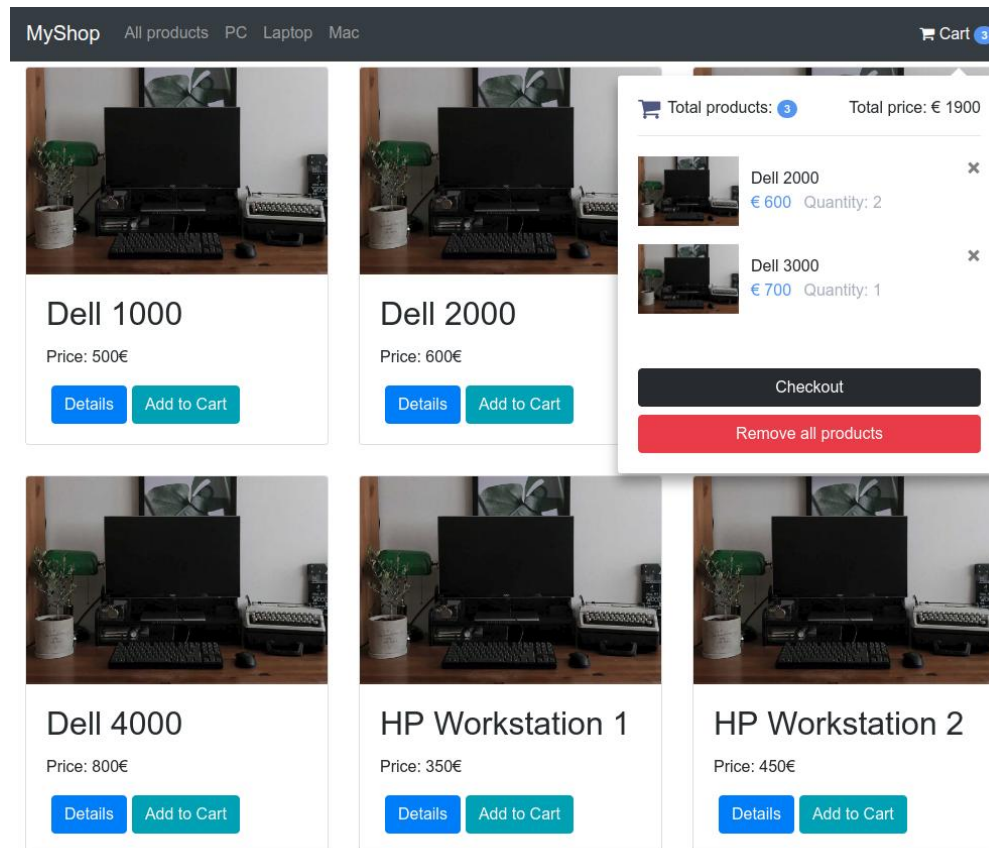 MyShop All products PC Laptop Mac Cart 3
Total products: 3 Total price: € 1900
Dell 2000
€ 600 Quantity: 2
Dell 3000
€ 700 Quantity: 1
Checkout
Remove all products
Dell 1000
Price: 500€
Details Add to Cart
Dell 2000
Price: 600€
Details Add to Cart
Dell 4000
Price: 800€
Details Add to Cart
HP Workstation 1
Price: 350€
Details Add to Cart
HP Workstation 2
Price: 450€
Details Add to Cart